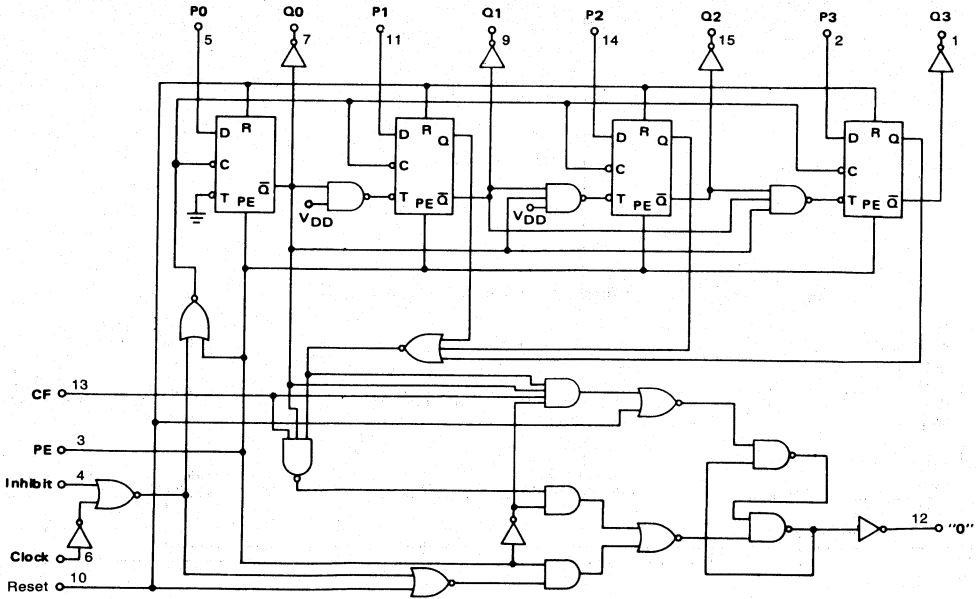 P0 Q0 P1 Q1 P2 Q2 P3 Q3
5 7 11 9 14 15 2 1
D R R Q D R Q D R Q
D
C C C C
T PE Q̅ T PE Q̅ T PE Q̅ T PE Q̅
VDD VDD
CF 13
PE 3
Inhibit 4
12 "0"
Clock 6
Reset 10